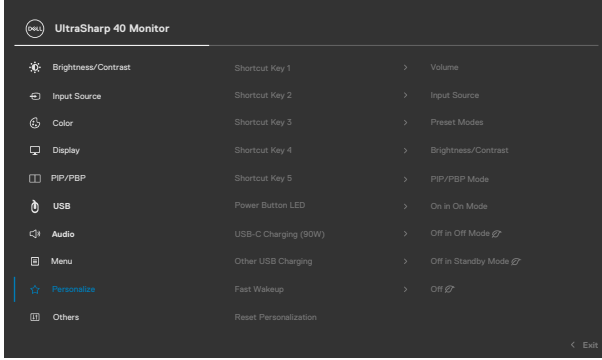 DELL UltraSharp 40 Monitor
Brightness/Contrast Shortcut Key 1 > Volume
Input Source Shortcut Key 2 > Input Source
Color Shortcut Key 3 > Preset Modes
Display Shortcut Key 4 > Brightness/Contrast
PIP/PBP Shortcut Key 5 > PIP/PBP Mode
USB Power Button LED > On in On Mode
Audio USB-C Charging (90W) > Off in Off Mode
Menu Other USB Charging > Off in Standby Mode
Personalize Fast Wakeup > Off
Others Reset Personalization
< Exit